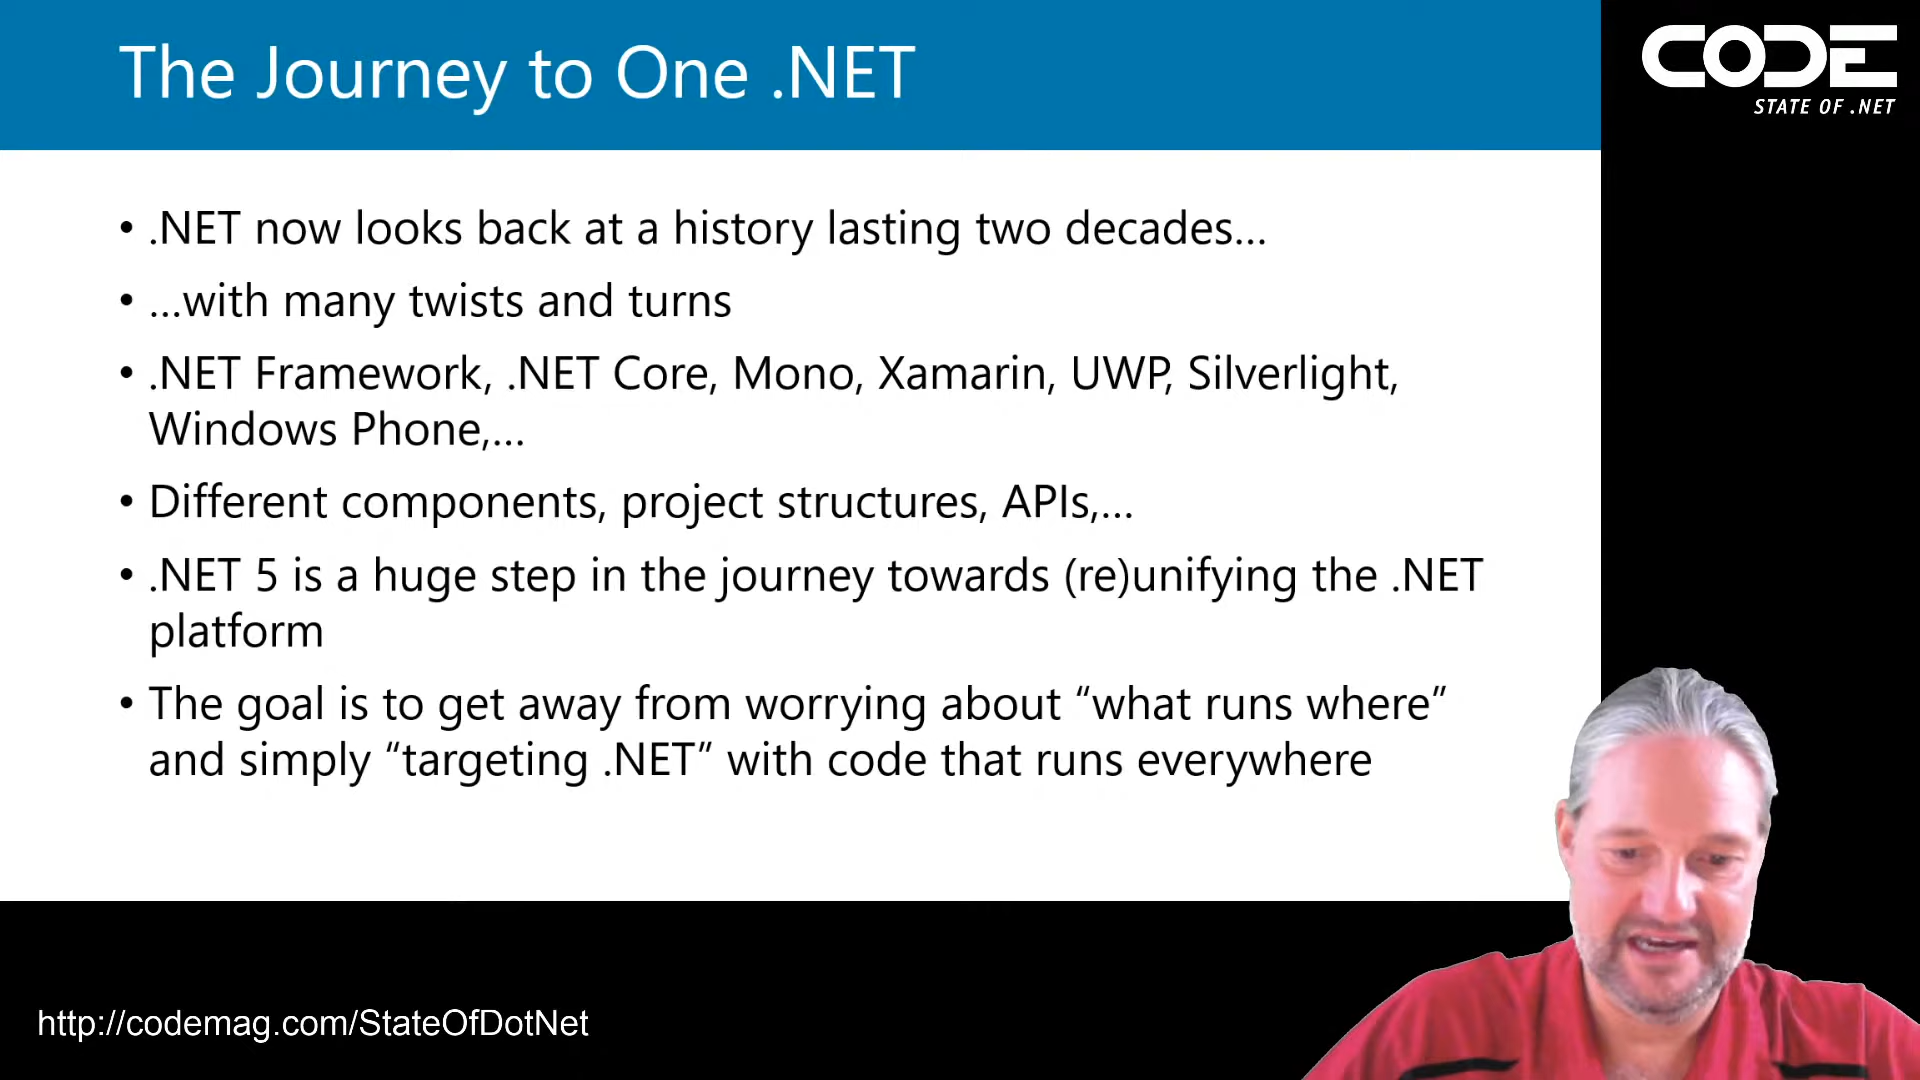 The Journey to One .NET
CODE
STATE OF .NET
• .NET now looks back at a history lasting two decades…
• …with many twists and turns
• .NET Framework, .NET Core, Mono, Xamarin, UWP, Silverlight,
Windows Phone,…
• Different components, project structures, APIs,…
• .NET 5 is a huge step in the journey towards (re)unifying the .NET
platform
• The goal is to get away from worrying about “what runs where”
and simply “targeting .NET” with code that runs everywhere
http://codemag.com/StateOfDotNet